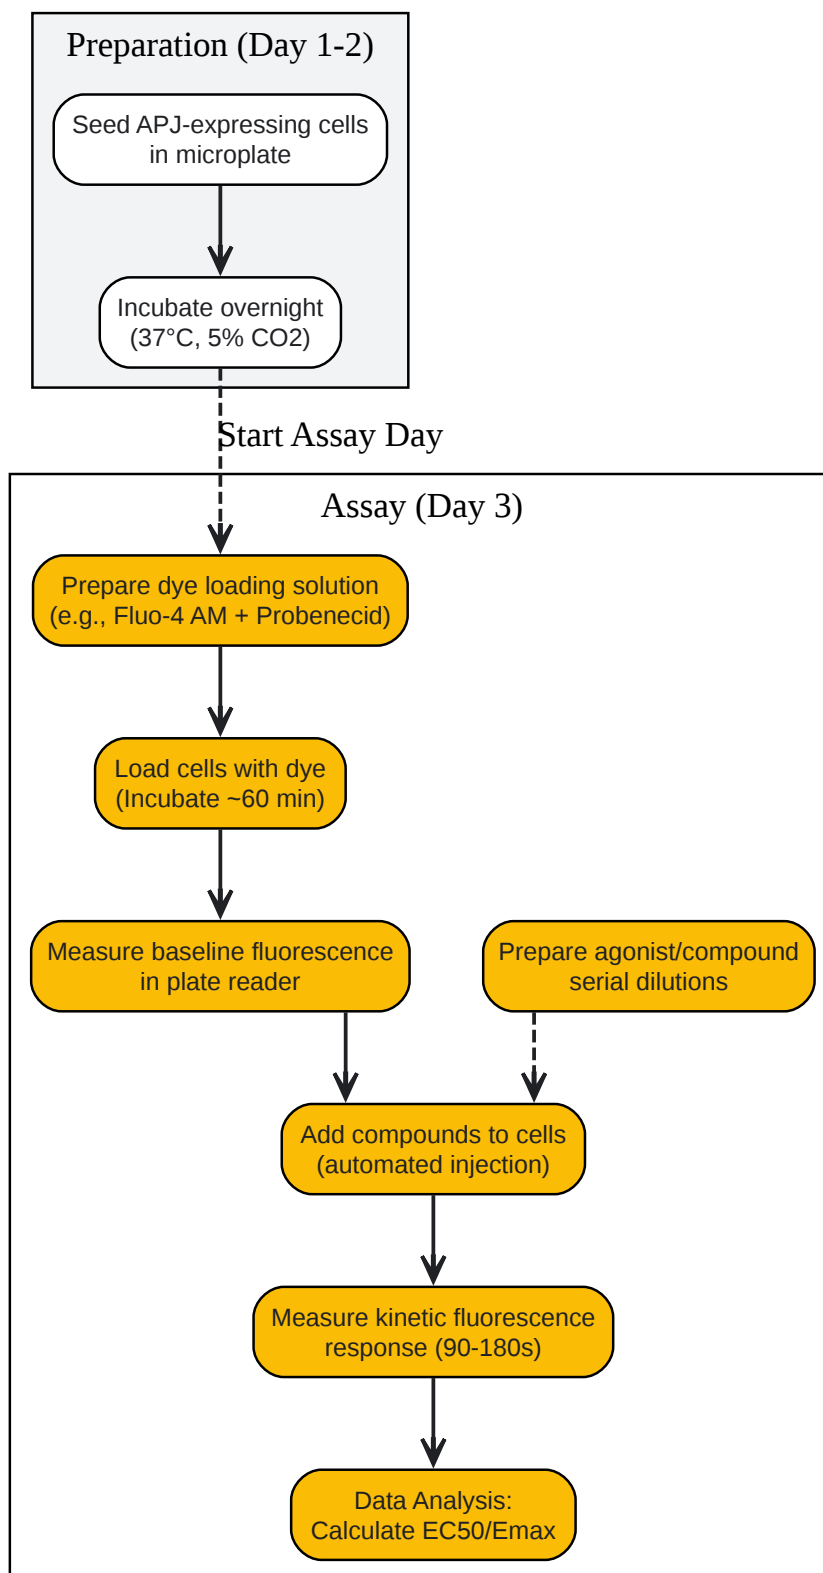 Preparation (Day 1-2)
Seed APJ-expressing cells
in microplate
Incubate overnight
(37°C, 5% CO2)
Start Assay Day
Assay (Day 3)
Prepare dye loading solution
(e.g., Fluo-4 AM + Probenecid)
Load cells with dye
(Incubate ~60 min)
Measure baseline fluorescence
in plate reader
Prepare agonist/compound
serial dilutions
Add compounds to cells
(automated injection)
Measure kinetic fluorescence
response (90-180s)
Data Analysis:
Calculate EC50/Emax